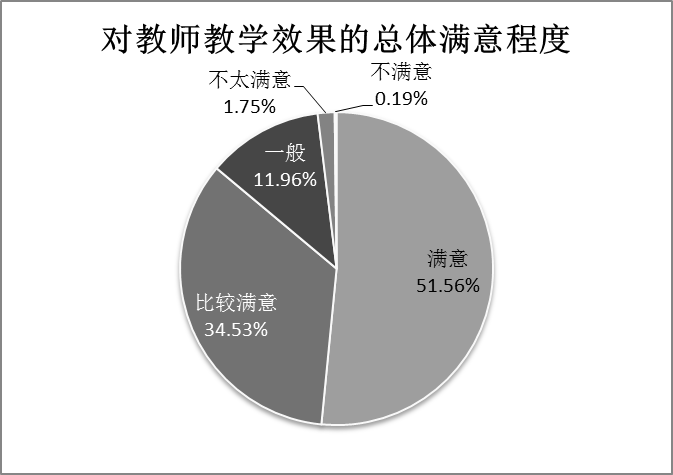 对教师教学效果的总体满意程度
不太满意
1.75%
不满意
0.19%
一般
11.96%
满意
51.56%
比较满意
34.53%